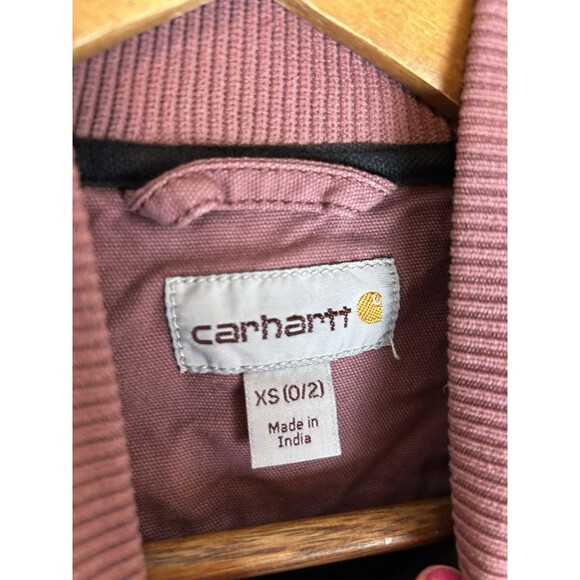 carhartt
XS (0/2)
Made in
India